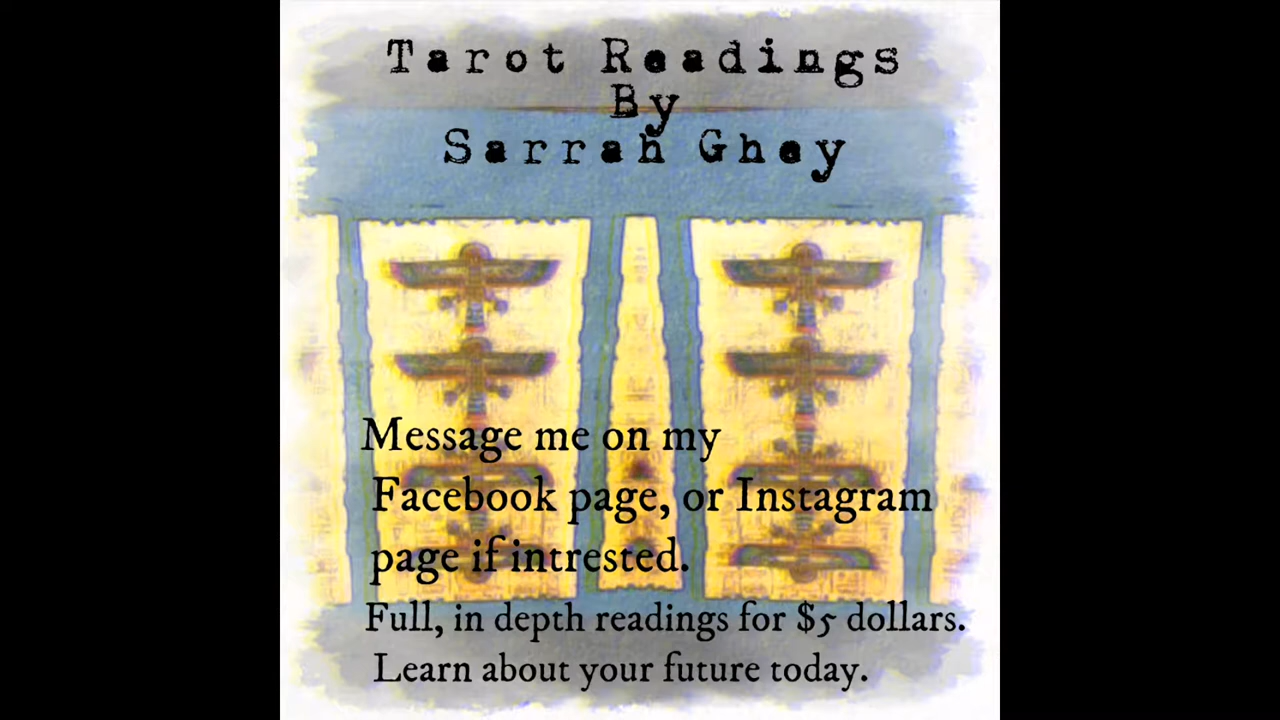 Tarot Readings
By
Sarrah Ghey
Message me on my
Facebook page, or Instagram
page if intrested.
Full, in depth readings for $5 dollars.
Learn about your future today.